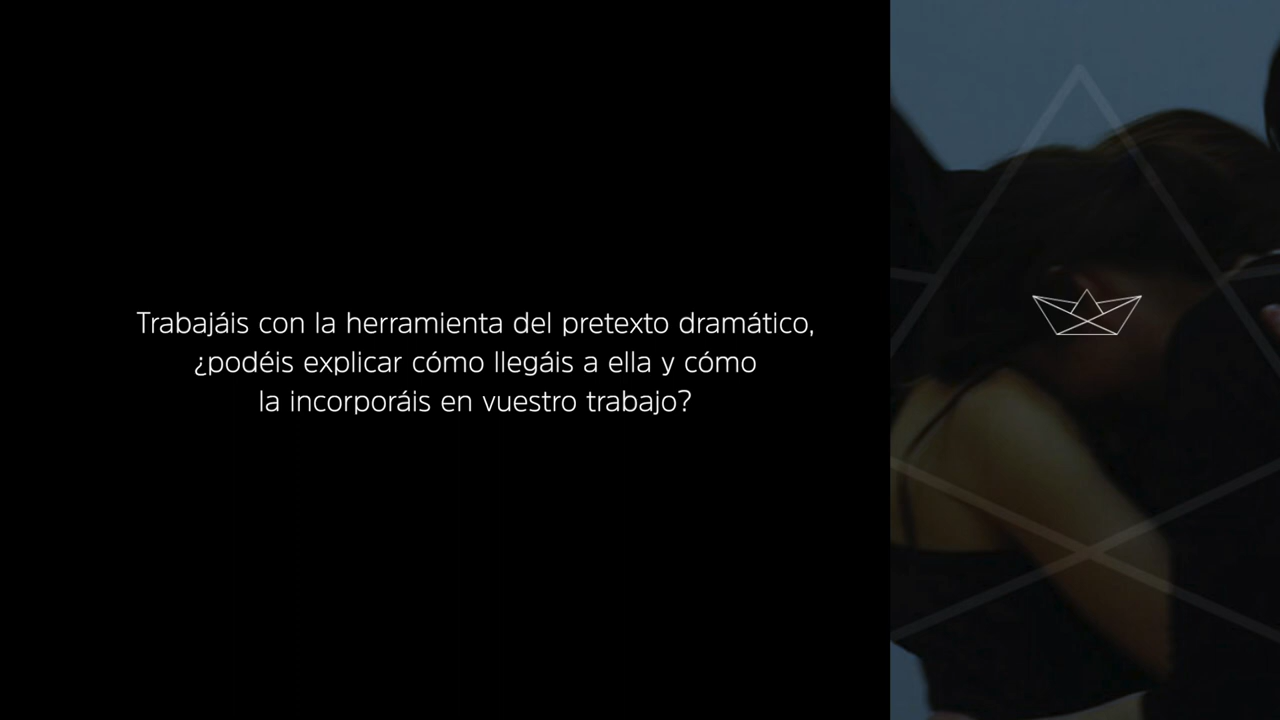 Trabajáis con la herramienta del pretexto dramático,
¿podéis explicar cómo llegáis a ella y cómo
la incorporáis en vuestro trabajo?